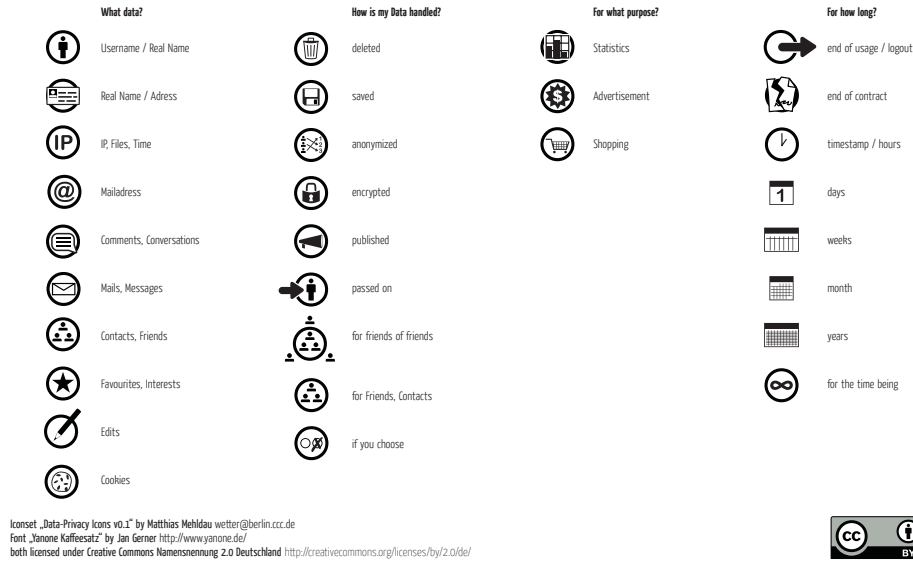 What data?
Username / Real Name
Real Name / Adress
IP
IP, Files, Time
@
Mailadress
Comments, Conversations
Mails, Messages
Contacts, Friends
Favourites, Interests
Edits
Cookies
How is my Data handled?
deleted
saved
1
2
3
anonymized
encrypted
published
passed on
for friends of friends
for Friends, Contacts
if you choose
For what purpose?
Statistics
$
Advertisement
Shopping
For how long?
end of usage / logout
end of contract
timestamp / hours
1
days
weeks
month
years
for the time being
Iconset „Data-Privacy Icons v0.1“ by Matthias Mehldau wetter@berlin.ccc.de
Font „Yanone Kaffeesatz“ by Jan Gerner http://www.yanone.de/
both licensed under Creative Commons Namensnennung 2.0 Deutschland http://creativecommons.org/licenses/by/2.0/de/
cc
BY